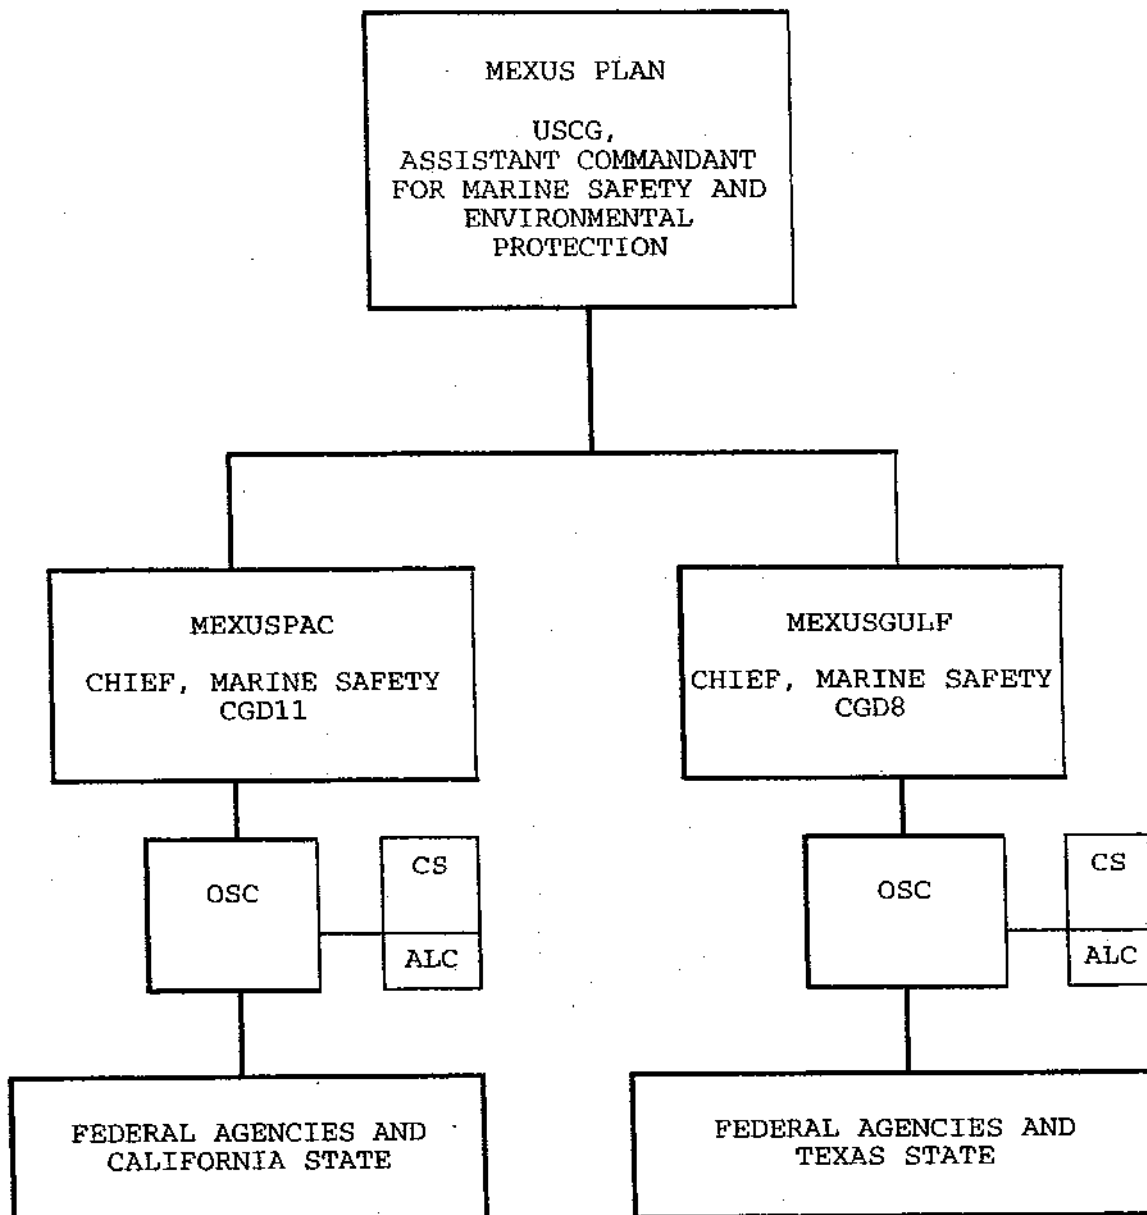 MEXUS PLAN
USCG,
ASSISTANT COMMANDANT
FOR MARINE SAFETY AND
ENVIRONMENTAL
PROTECTION
MEXUSPAC
CHIEF, MARINE SAFETY
CGD11
MEXUSGULF
CHIEF, MARINE SAFETY
CGD8
OSC
CS
ALC
OSC
CS
ALC
FEDERAL AGENCIES AND
CALIFORNIA STATE
FEDERAL AGENCIES AND
TEXAS STATE